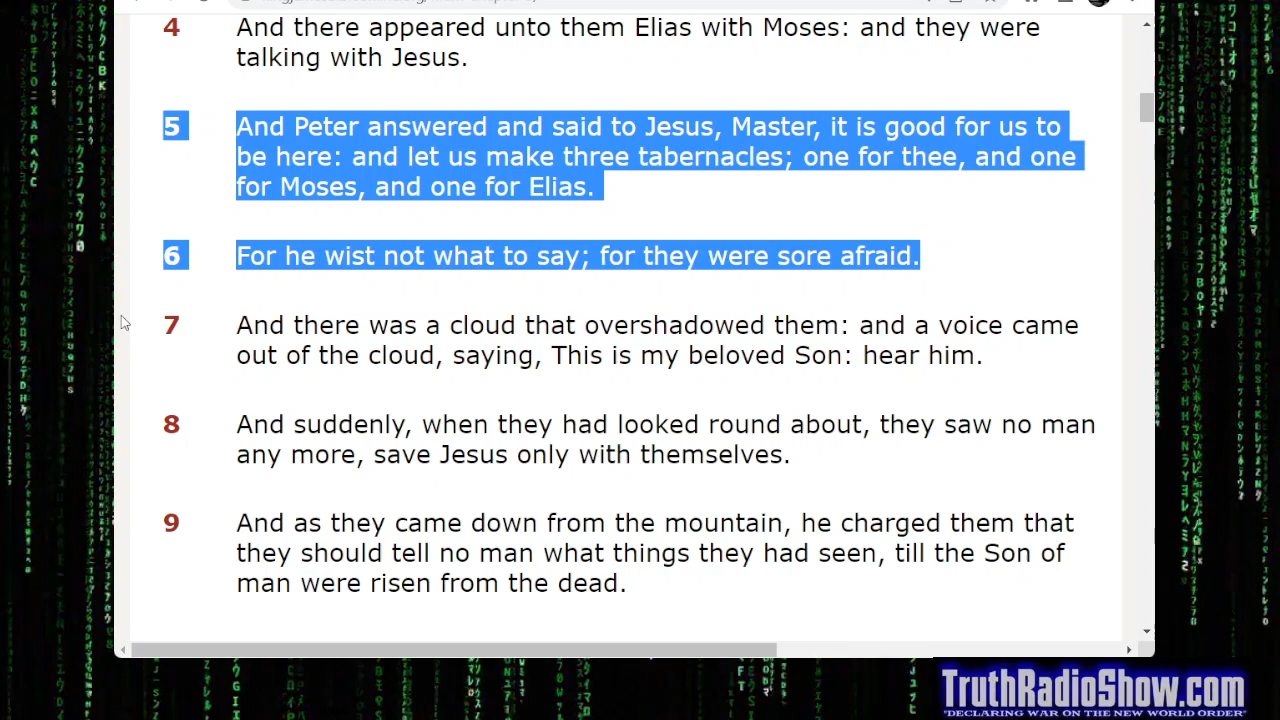 4 And there appeared unto them Elias with Moses: and they were
talking with Jesus.
5 And Peter answered and said to Jesus, Master, it is good for us to
be here: and let us make three tabernacles; one for thee, and one
for Moses, and one for Elias.
6 For he wist not what to say; for they were sore afraid.
7 And there was a cloud that overshadowed them: and a voice came
out of the cloud, saying, This is my beloved Son: hear him.
8 And suddenly, when they had looked round about, they saw no man
any more, save Jesus only with themselves.
9 And as they came down from the mountain, he charged them that
they should tell no man what things they had seen, till the Son of
man were risen from the dead.
TruthRadioShow.com
"DECLARING WAR ON THE NEW WORLD ORDER"